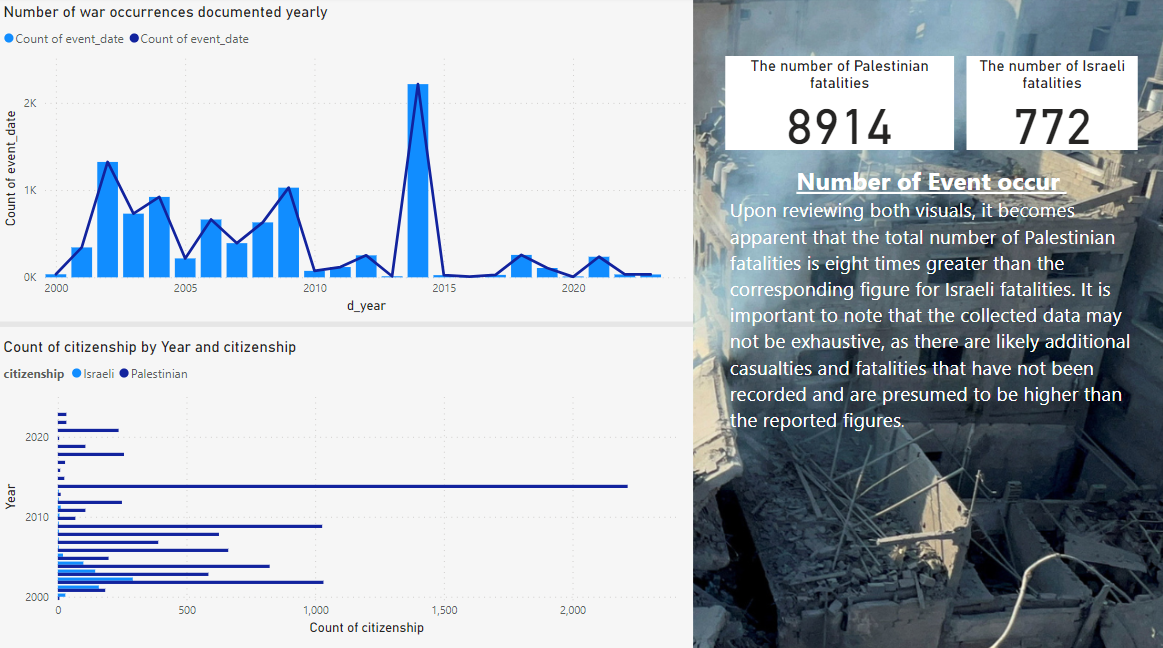 Number of war occurrences documented yearly
Count of event_date Count of event_date
Count of event_date
2K
1K
0K
2000 2005 2010 2015 2020
d_year
Count of citizenship by Year and citizenship
citizenship Israeli Palestinian
Year
2020
2010
2000
0 500 1,000 1,500 2,000
Count of citizenship
The number of Palestinian
fatalities
8914
The number of Israeli
fatalities
772
Number of Event occur
Upon reviewing both visuals, it becomes
apparent that the total number of Palestinian
fatalities is eight times greater than the
corresponding figure for Israeli fatalities. It is
important to note that the collected data may
not be exhaustive, as there are likely additional
casualties and fatalities that have not been
recorded and are presumed to be higher than
the reported figures.